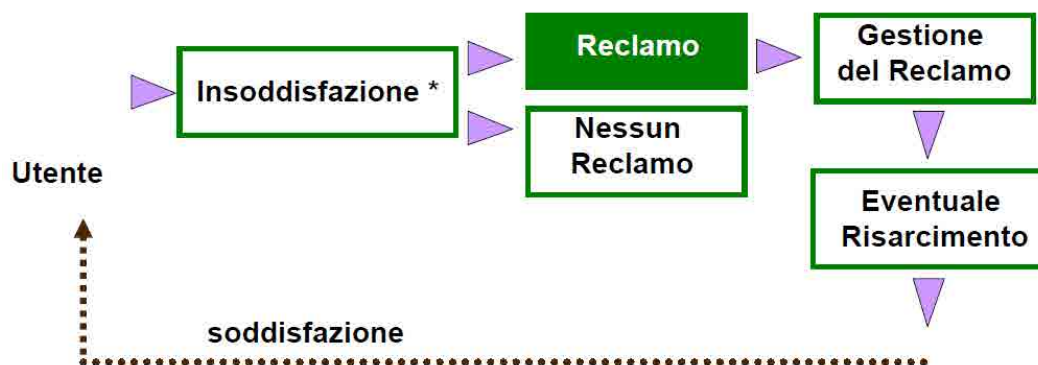 Reclamo
Gestione
del Reclamo
Insoddisfazione *
Nessun
Reclamo
Utente
Eventuale
Risarcimento
soddisfazione